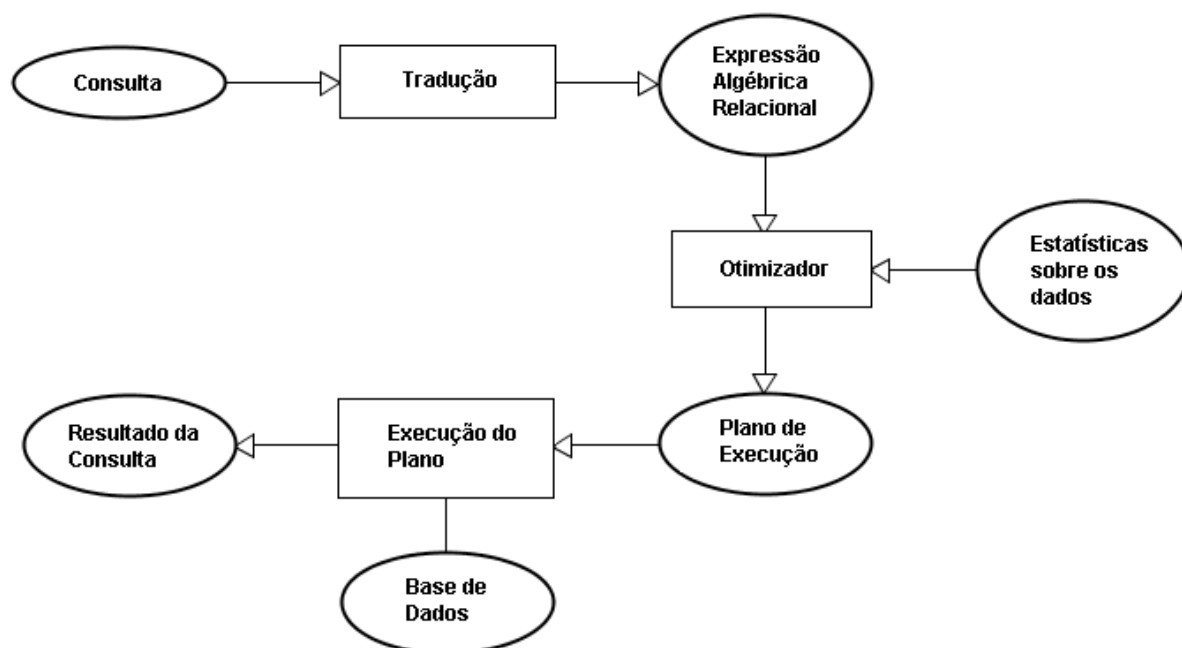 Consulta
Tradução
Expressão
Algébrica
Relacional
Otimizador
Estatísticas
sobre os
dados
Plano de
Execução
Execução do
Plano
Resultado da
Consulta
Base de
Dados